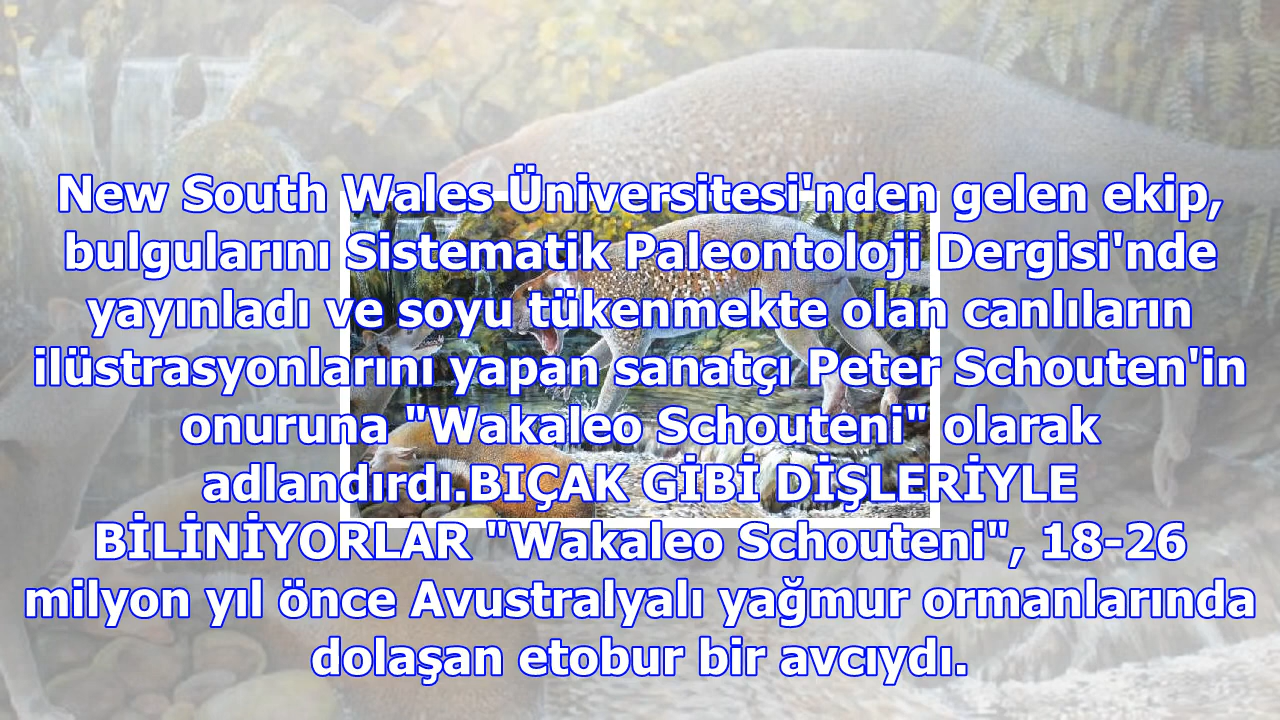 New South Wales Üniversitesi'nden gelen ekip,
bulgularını Sistematik Paleontoloji Dergisi'nde
yayınladı ve soyu tükenmekte olan canlıların
ilüstrasyonlarını yapan sanatçı Peter Schouten'in
onuruna "Wakaleo Schouteni" olarak
adlandırdı.BIÇAK GİBİ DİŞLERİYLE
BİLİNİYORLAR "Wakaleo Schouteni", 18-26
milyon yıl önce Avustralyalı yağmur ormanlarında
dolaşan etobur bir avcıydı.